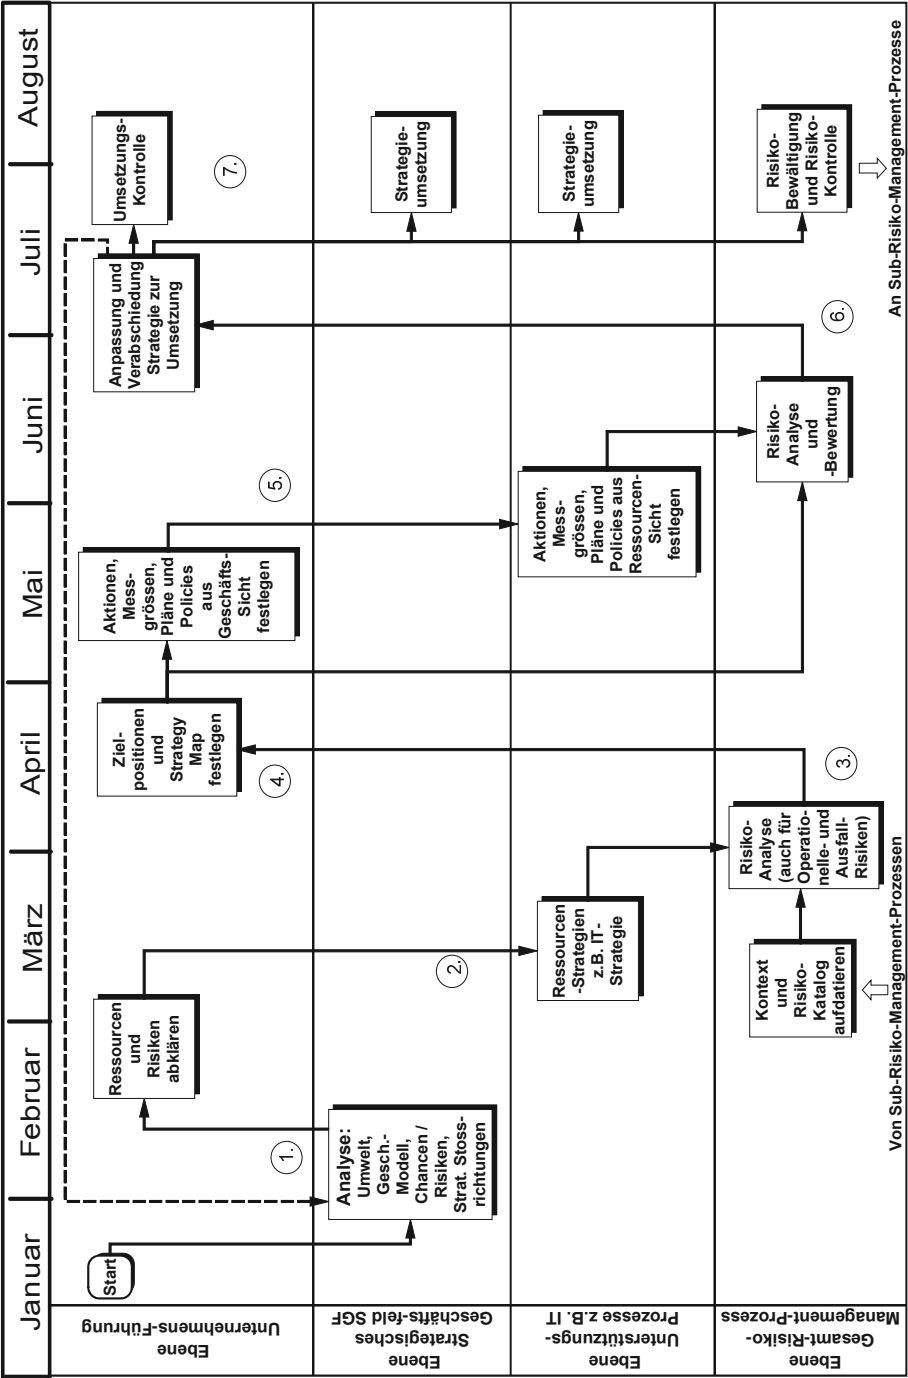 Januar
Februar
März
April
Mai
Juni
Juli
August
Ebene
Unternehmens-Führung
Start
Ressourcen
und
Risiken
abklären
Ziel-
positionen
und
Strategy
Map
festlegen
Aktionen,
Mess-
grössen,
Pläne und
Policies
aus
Geschäfts-
Sicht
festlegen
Anpassung und
Verabschiedung
Strategie zur
Umsetzung
Umsetzungs-
Kontrolle
1.
2.
4.
5.
7.
Ebene
Strategisches
Geschäfts-feld SGF
Analyse:
Umwelt,
Gesch.-
Modell,
Chancen /
Risiken,
Strat. Stoss-
richtungen
Strategie-
umsetzung
Ebene
Unterstützungs-
Prozesse z.B. IT
Ressourcen
-Strategien
z.B. IT-
Strategie
Aktionen,
Mess-
grössen,
Pläne und
Policies aus
Ressourcen-
Sicht
festlegen
Strategie-
umsetzung
Ebene
Gesamt-Risiko-
Management-Prozess
Kontext
und
Risiko-
Katalog
aufdatieren
Risiko-
Analyse
(auch für
Operatio-
nelle- und
Ausfall-
Risiken)
3.
Risiko-
Analyse
und
-Bewertung
6.
Risiko-
Bewältigung
und Risiko-
Kontrolle
Von Sub-Risiko-Management-Prozessen
An Sub-Risiko-Management-Prozesse